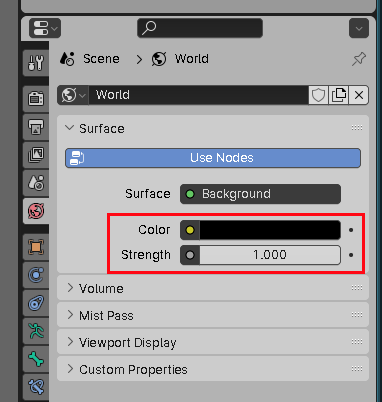 Scene > World
World
Surface
Use Nodes
Surface Background
Color
Strength 1.000
Volume
Mist Pass
Viewport Display
Custom Properties